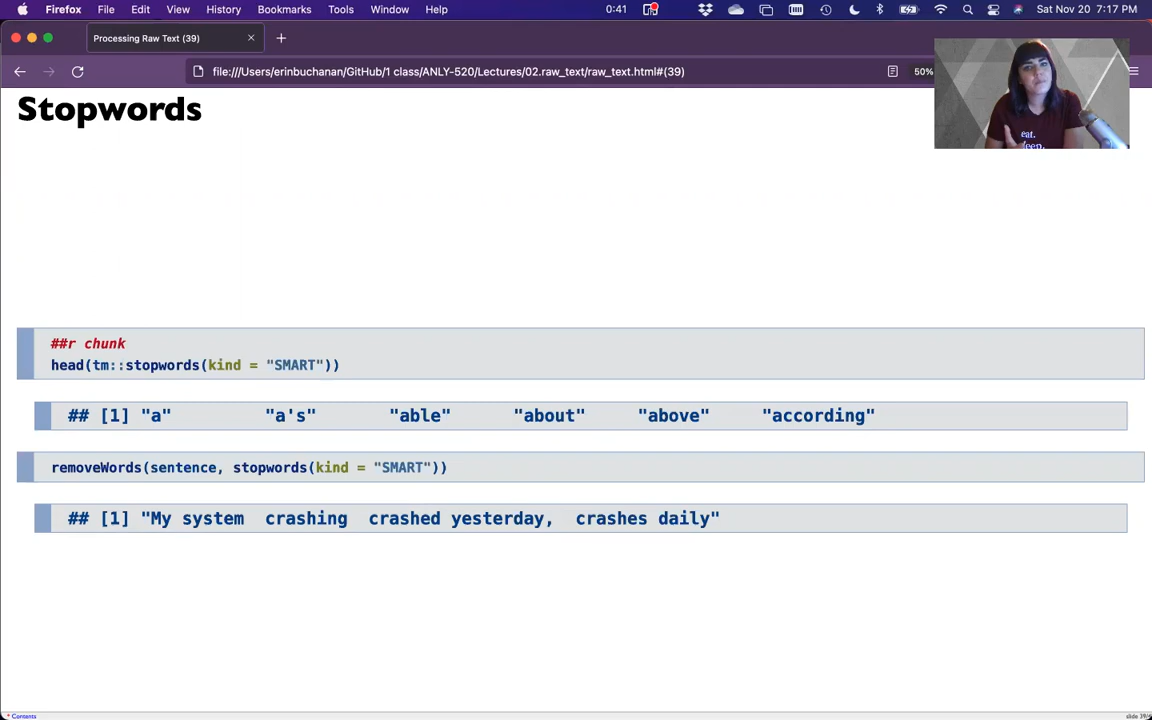 Firefox File Edit View History Bookmarks Tools Window Help 0:41 Sat Nov 20 7:17 PM
Processing Raw Text (39)
file:///Users/erinbuchanan/GitHub/1 class/ANLY-520/Lectures/02.raw_text/raw_text.html#(39) 50%
Stopwords
eat.
##r chunk
head(tm::stopwords(kind = "SMART"))
## [1] "a" "a's" "able" "about" "above" "according"
removeWords(sentence, stopwords(kind = "SMART"))
## [1] "My system  crashing  crashed yesterday,  crashes daily"
* Contents